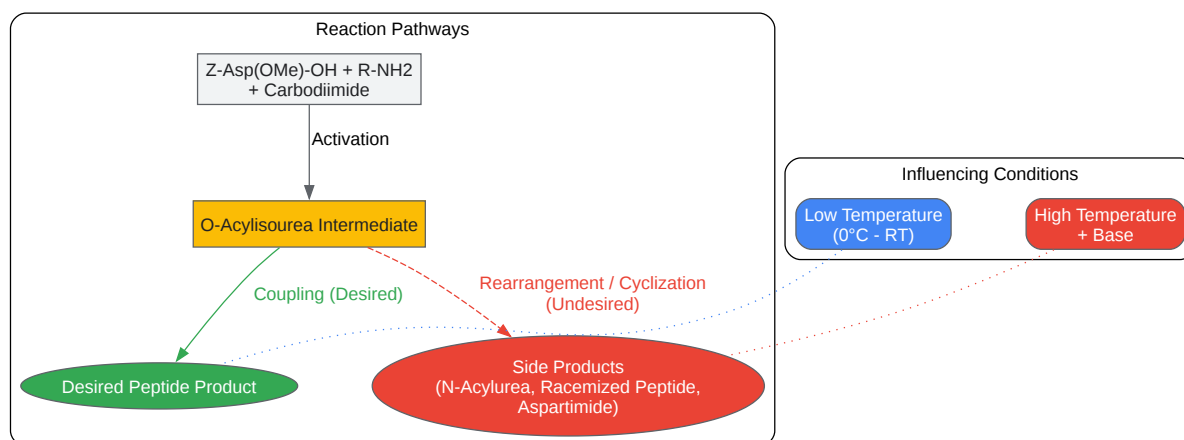 Reaction Pathways
Z-Asp(OMe)-OH + R-NH2
+ Carbodiimide
Activation
O-Acylisourea Intermediate
Coupling (Desired)
Rearrangement / Cyclization
(Undesired)
Desired Peptide Product
Side Products
(N-Acylurea, Racemized Peptide,
Aspartimide)
Influencing Conditions
Low Temperature
(0°C - RT)
High Temperature
+ Base